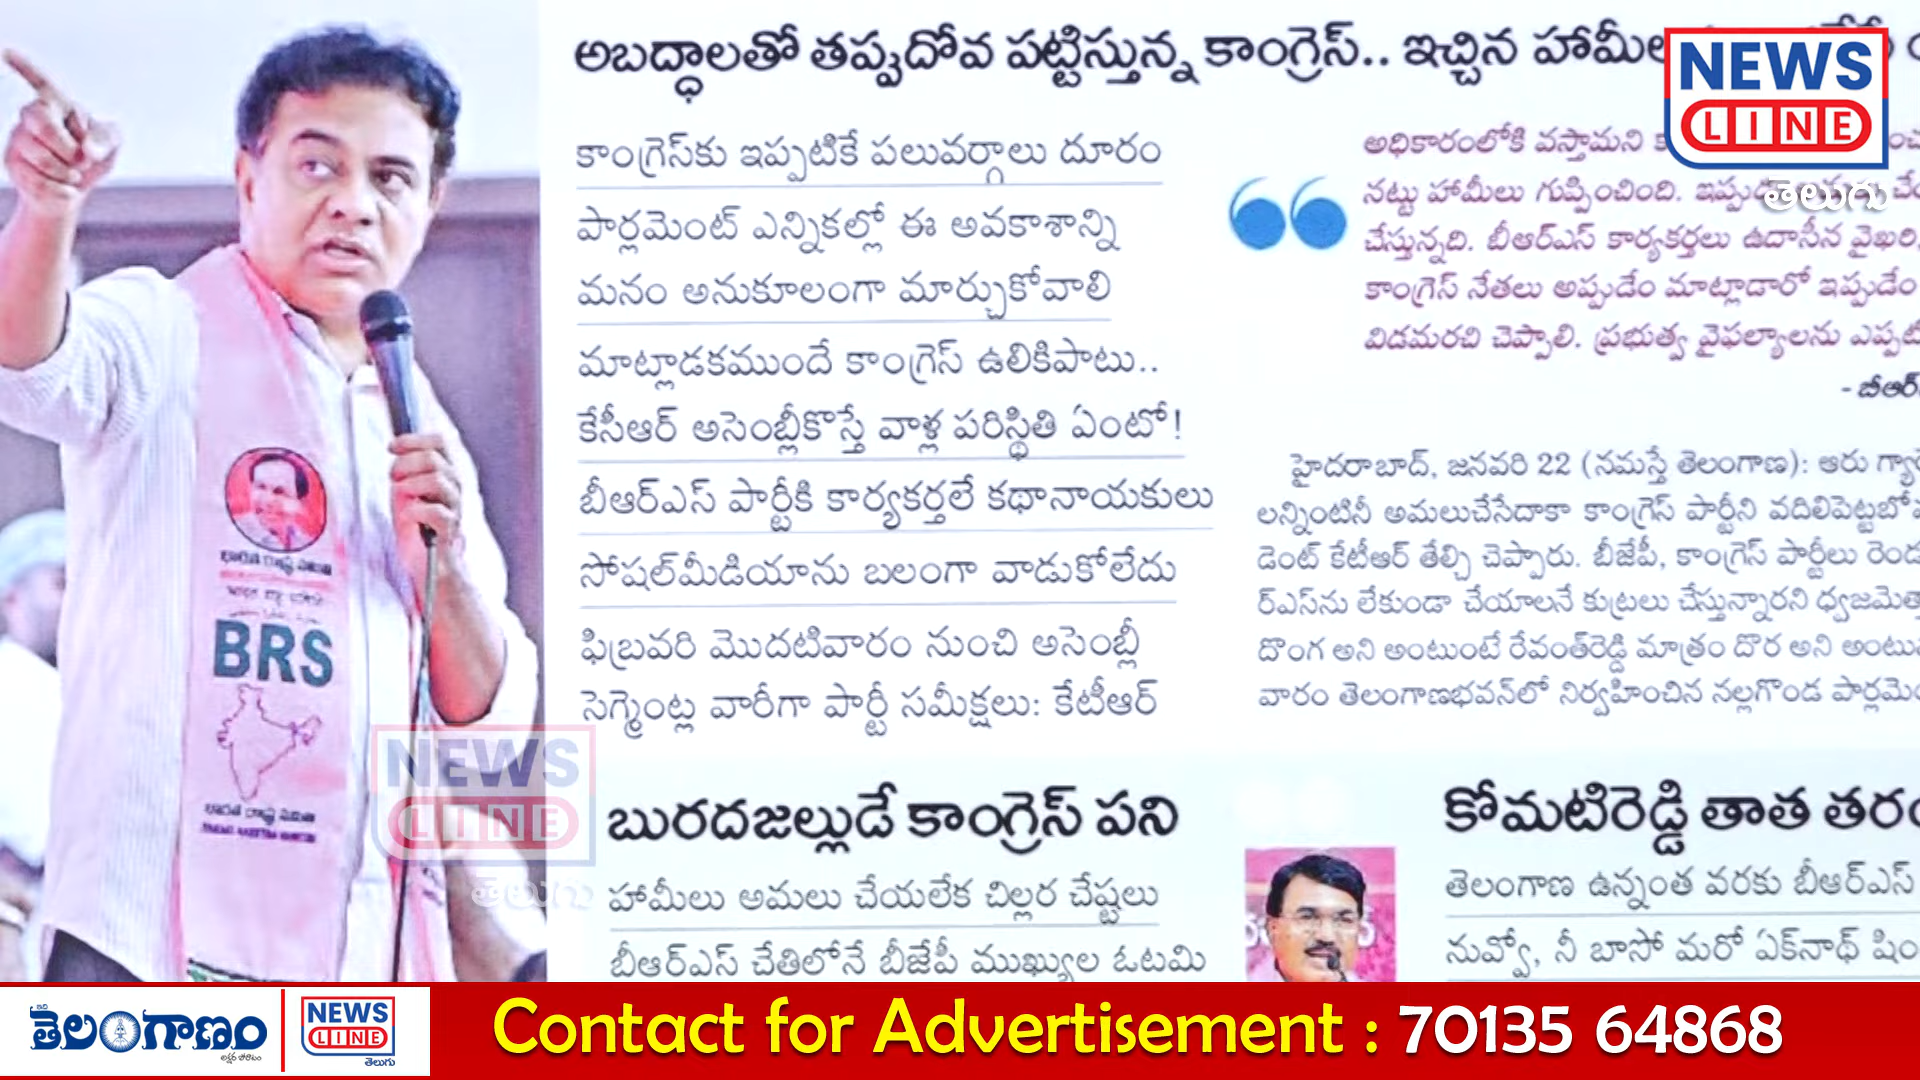 అబద్ధాలతో తప్పుదోవ పట్టిస్తున్న కాంగ్రెస్.. ఇచ్చిన
NEWS
LINE
తెలుగు
కాంగ్రెస్‌కు ఇప్పటికే పలువర్గాలు దూరం
పార్లమెంట్ ఎన్నికల్లో ఈ అవకాశాన్ని
మనం అనుకూలంగా మార్చుకోవాలి
మాట్లాడకముందే కాంగ్రెస్ ఉలికిపాటు..
కేసీఆర్ అసెంబ్లీకొస్తే వాళ్ల పరిస్థితి ఏంటో!
బీఆర్ఎస్ పార్టీకి కార్యకర్తలే కథానాయకులు
సోషల్‌మీడియాను బలంగా వాడుకోలేదు
ఫిబ్రవరి మొదటివారం నుంచి అసెంబ్లీ
సెగ్మెంట్ల వారీగా పార్టీ సమీక్షలు: కేటీఆర్
అధికారంలోకి వస్తామని
నట్టు హామీలు గుప్పించింది.
చేస్తున్నది. బీఆర్ఎస్ కార్యకర్తలు ఉదాసీన వైఖరి
కాంగ్రెస్ నేతలు అప్పుడేం మాట్లాడారో ఇప్పుడేం
విడమరచి చెప్పాలి. ప్రభుత్వ వైఫల్యాలను
- బీఆర్
హైదరాబాద్, జనవరి 22 (నమస్తే తెలంగాణ): ఆరు
లన్నింటినీ అమలుచేసేదాకా కాంగ్రెస్ పార్టీని
డెంట్ కేటీఆర్ తేల్చి చెప్పారు. బీజేపీ, కాంగ్రెస్ పార్టీలు
ర్ఎస్‌ను లేకుండా చేయాలనే కుట్రలు చేస్తున్నారని
దొంగ అని అంటుంటే రేవంత్‌రెడ్డి మాత్రం దొర అని
వారం తెలంగాణభవన్‌లో నిర్వహించిన నల్లగొండ
BRS
NEWS
LINE
తెలుగు
బురదజల్లుడే కాంగ్రెస్ పని
హామీలు అమలు చేయలేక చిల్లర చేష్టలు
బీఆర్ఎస్ చేతిలోనే బీజేపీ ముఖ్యుల ఓటమి
కోమటిరెడ్డి తాత
తెలంగాణ ఉన్నంత వరకు బీఆర్ఎస్
నువ్వో, నీ బాసో మరో ఏక్‌నాథ్
తెలంగాణం
NEWS
LINE
తెలుగు
Contact for Advertisement : 70135 64868